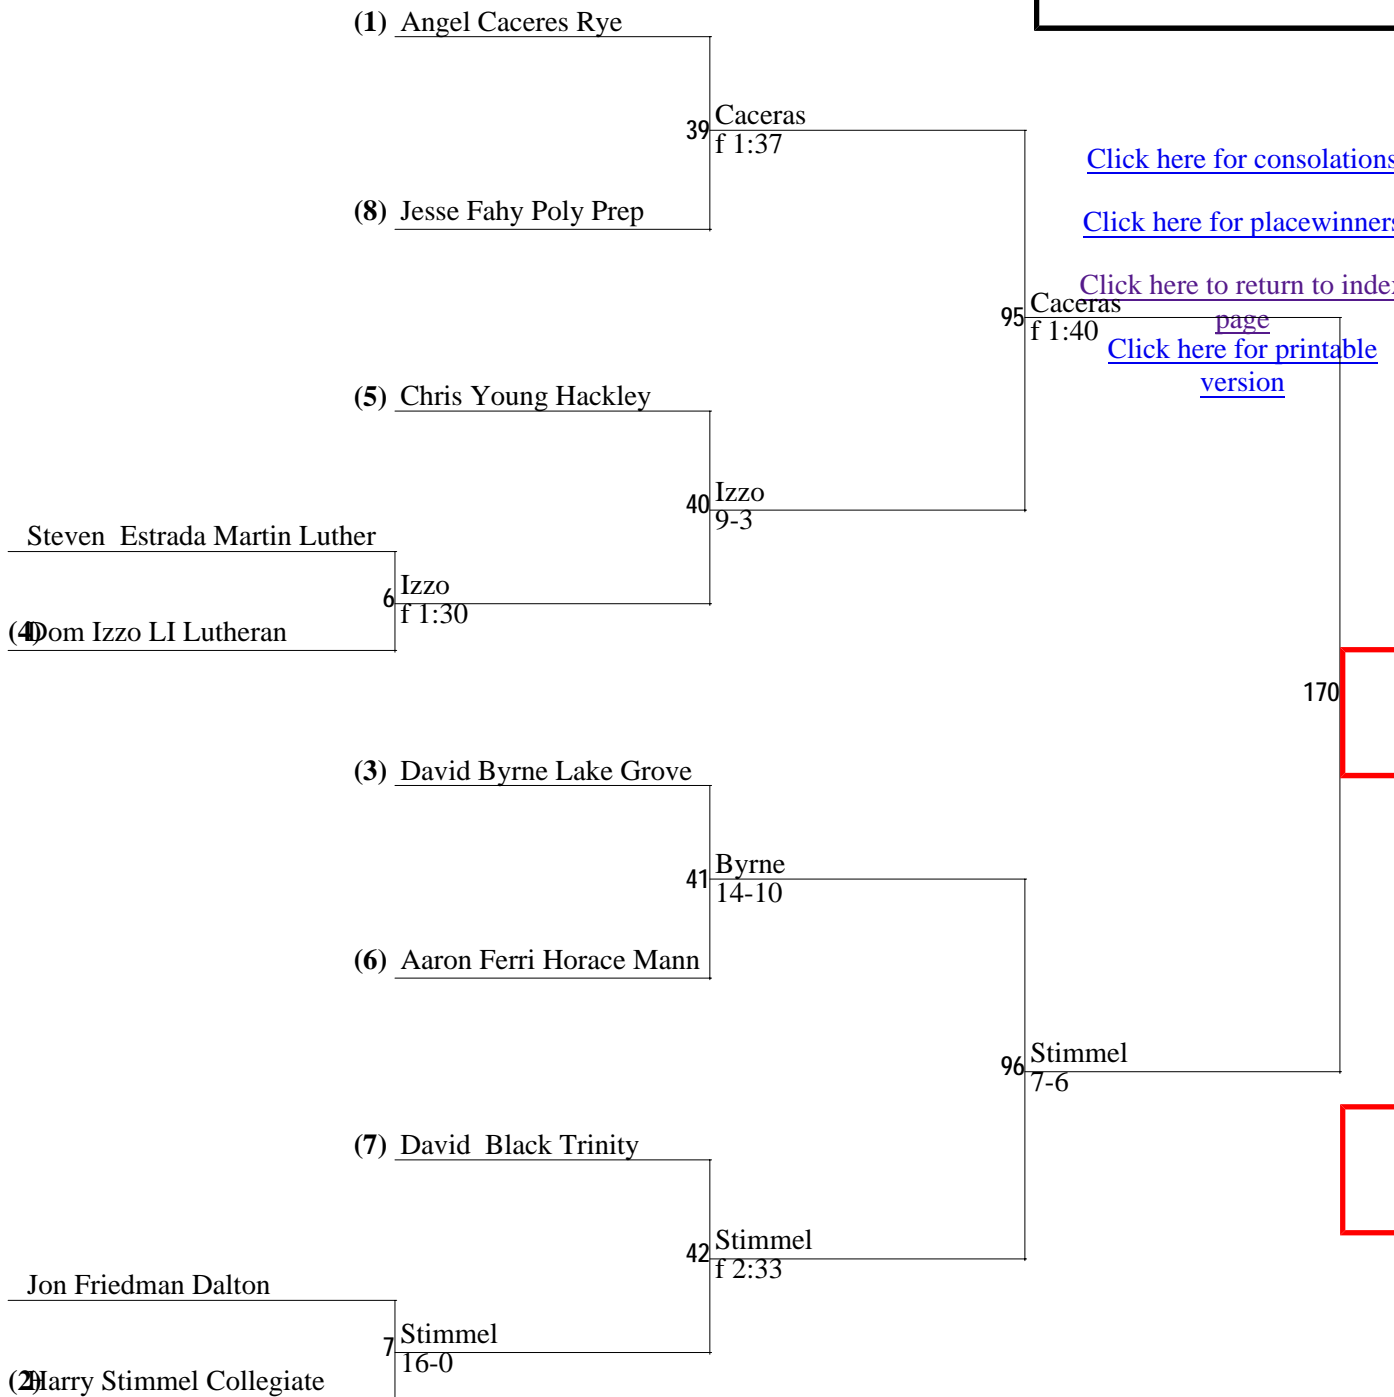 (1) Angel Caceres Rye
39 Caceras
f 1:37
Click here for consolations
(8) Jesse Fahy Poly Prep
Click here for placewinners
Click here to return to index
page
95 Caceras
f 1:40
Click here for printable
version
(5) Chris Young Hackley
40 Izzo
9-3
Steven Estrada Martin Luther
6 Izzo
f 1:30
(4) Dom Izzo LI Lutheran
170
(3) David Byrne Lake Grove
41 Byrne
14-10
(6) Aaron Ferri Horace Mann
96 Stimmel
7-6
(7) David Black Trinity
42 Stimmel
f 2:33
Jon Friedman Dalton
7 Stimmel
16-0
(2) Harry Stimmel Collegiate